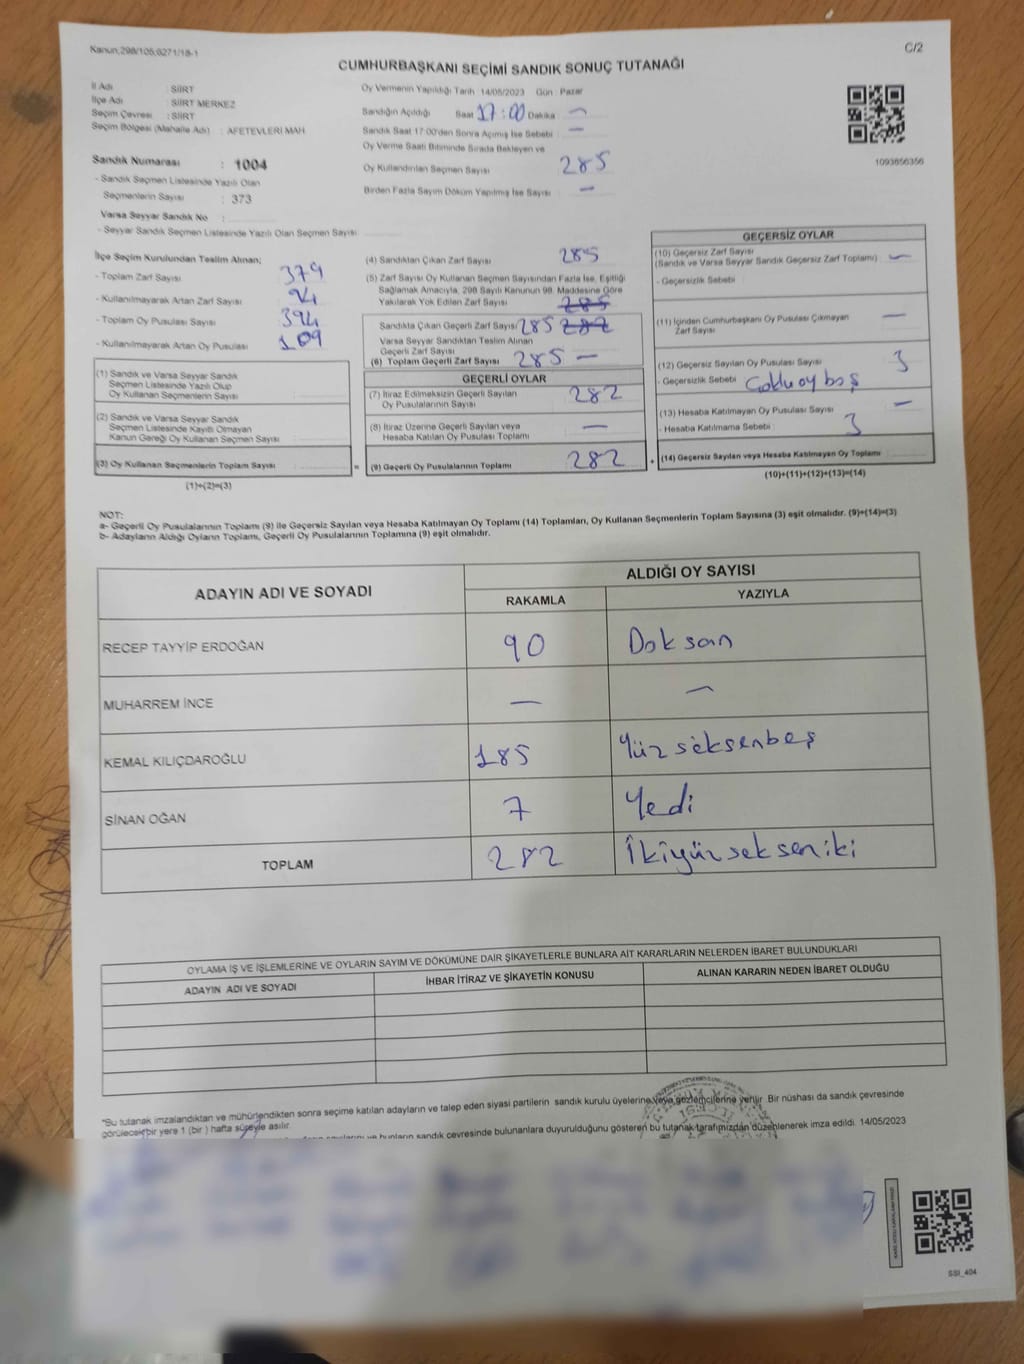 Kanun;298/105;6271/18-1
C/2
CUMHURBAŞKANI SEÇİMİ SANDIK SONUÇ TUTANAĞI
İl Adı : SİİRT
İlçe Adı : SİİRT MERKEZ
Seçim Çevresi : SİİRT
Seçim Bölgesi (Mahalle Adı) : AFETEVLERİ MAH
Sandık Numarası : 1004
- Sandık Seçmen Listesinde Yazılı Olan
Seçmenlerin Sayısı : 373
Varsa Seyyar Sandık No :
- Seyyar Sandık Seçmen Listesinde Yazılı Olan Seçmen Sayısı
Oy Vermenin Yapıldığı Tarih :14/05/2023 Gün : Pazar
Sandığın Açıldığı Saat 17:00 Dakika —
Sandık Saat 17:00'den Sonra Açılmış İse Sebebi : —
Oy Verme Saati Bitiminde Sırada Bekleyen ve
Oy Kullandırılan Seçmen Sayısı 285
Birden Fazla Sayım Döküm Yapılmış İse Sayısı —
1093856356
İlçe Seçim Kurulundan Teslim Alınan;
- Toplam Zarf Sayısı 379
- Kullanılmayarak Artan Zarf Sayısı 94
- Toplam Oy Pusulası Sayısı 394
- Kullanılmayarak Artan Oy Pusulası 109
(1) Sandık ve Varsa Seyyar Sandık
Seçmen Listesinde Yazılı Olup
Oy Kullanan Seçmenlerin Sayısı
(2) Sandık ve Varsa Seyyar Sandık
Seçmen Listesinde Kayıtlı Olmayan
Kanun Gereği Oy Kullanan Seçmen Sayısı
(3) Oy Kullanan Seçmenlerin Toplam Sayısı =
(1)+(2)=(3)
(4) Sandıktan Çıkan Zarf Sayısı 285
(5) Zarf Sayısı Oy Kullanan Seçmen Sayısından Fazla İse, Eşitliği
Sağlamak Amacıyla, 298 Sayılı Kanunun 98. Maddesine Göre
Yakılarak Yok Edilen Zarf Sayısı 285
Sandıkta Çıkan Geçerli Zarf Sayısı 285 282
Varsa Seyyar Sandıktan Teslim Alınan
Geçerli Zarf Sayısı
(6) Toplam Geçerli Zarf Sayısı 285 —
GEÇERLİ OYLAR
(7) İtiraz Edilmeksizin Geçerli Sayılan
Oy Pusulalarının Sayısı 282
(8) İtiraz Üzerine Geçerli Sayılan veya
Hesaba Katılan Oy Pusulası Toplamı —
(9) Geçerli Oy Pusulalarının Toplamı 282 +
GEÇERSİZ OYLAR
(10) Geçersiz Zarf Sayısı
(Sandık ve Varsa Seyyar Sandık Geçersiz Zarf Toplamı) —
- Geçersizlik Sebebi
(11) İçinden Cumhurbaşkanı Oy Pusulası Çıkmayan
Zarf Sayısı —
(12) Geçersiz Sayılan Oy Pusulası Sayısı 3
- Geçersizlik Sebebi boş
(13) Hesaba Katılmayan Oy Pusulası Sayısı —
- Hesaba Katılmama Sebebi : 3
(14) Geçersiz Sayılan veya Hesaba Katılmayan Oy Toplamı
(10)+(11)+(12)+(13)=(14)
NOT:
a- Geçerli Oy Pusulalarının Toplamı (9) ile Geçersiz Sayılan veya Hesaba Katılmayan Oy Toplamı (14) Toplamları, Oy Kullanan Seçmenlerin Toplam Sayısına (3) eşit olmalıdır. (9)+(14)=(3)
b- Adayların Aldığı Oyların Toplamı, Geçerli Oy Pusulalarının Toplamına (9) eşit olmalıdır.
ADAYIN ADI VE SOYADI
ALDIĞI OY SAYISI
RAKAMLA YAZIYLA
RECEP TAYYİP ERDOĞAN 90 Doksan
MUHARREM İNCE — —
KEMAL KILIÇDAROĞLU 185 Yüzseksenbeş
SİNAN OĞAN 7 Yedi
TOPLAM 282 İkiyüzsekseniki
OYLAMA İŞ VE İŞLEMLERİNE VE OYLARIN SAYIM VE DÖKÜMÜNE DAİR ŞİKAYETLERLE BUNLARA AİT KARARLARIN NELERDEN İBARET BULUNDUKLARI
ADAYIN ADI VE SOYADI İHBAR İTİRAZ VE ŞİKAYETİN KONUSU ALINAN KARARIN NEDEN İBARET OLDUĞU
*Bu tutanak imzalandıktan ve mühürlendikten sonra seçime katılan adayların ve talep eden siyasi partilerin sandık kurulu üyelerine veya gözlemcilerine verilir. Bir nüshası da sandık çevresinde
görülecek bir yere 1 (bir ) hafta süreyle asılır.
ve bunların sandık çevresinde bulunanlara duyurulduğunu gösteren bu tutanak tarafımızdan düzenlenerek imza edildi. 14/05/2023
SSI_404